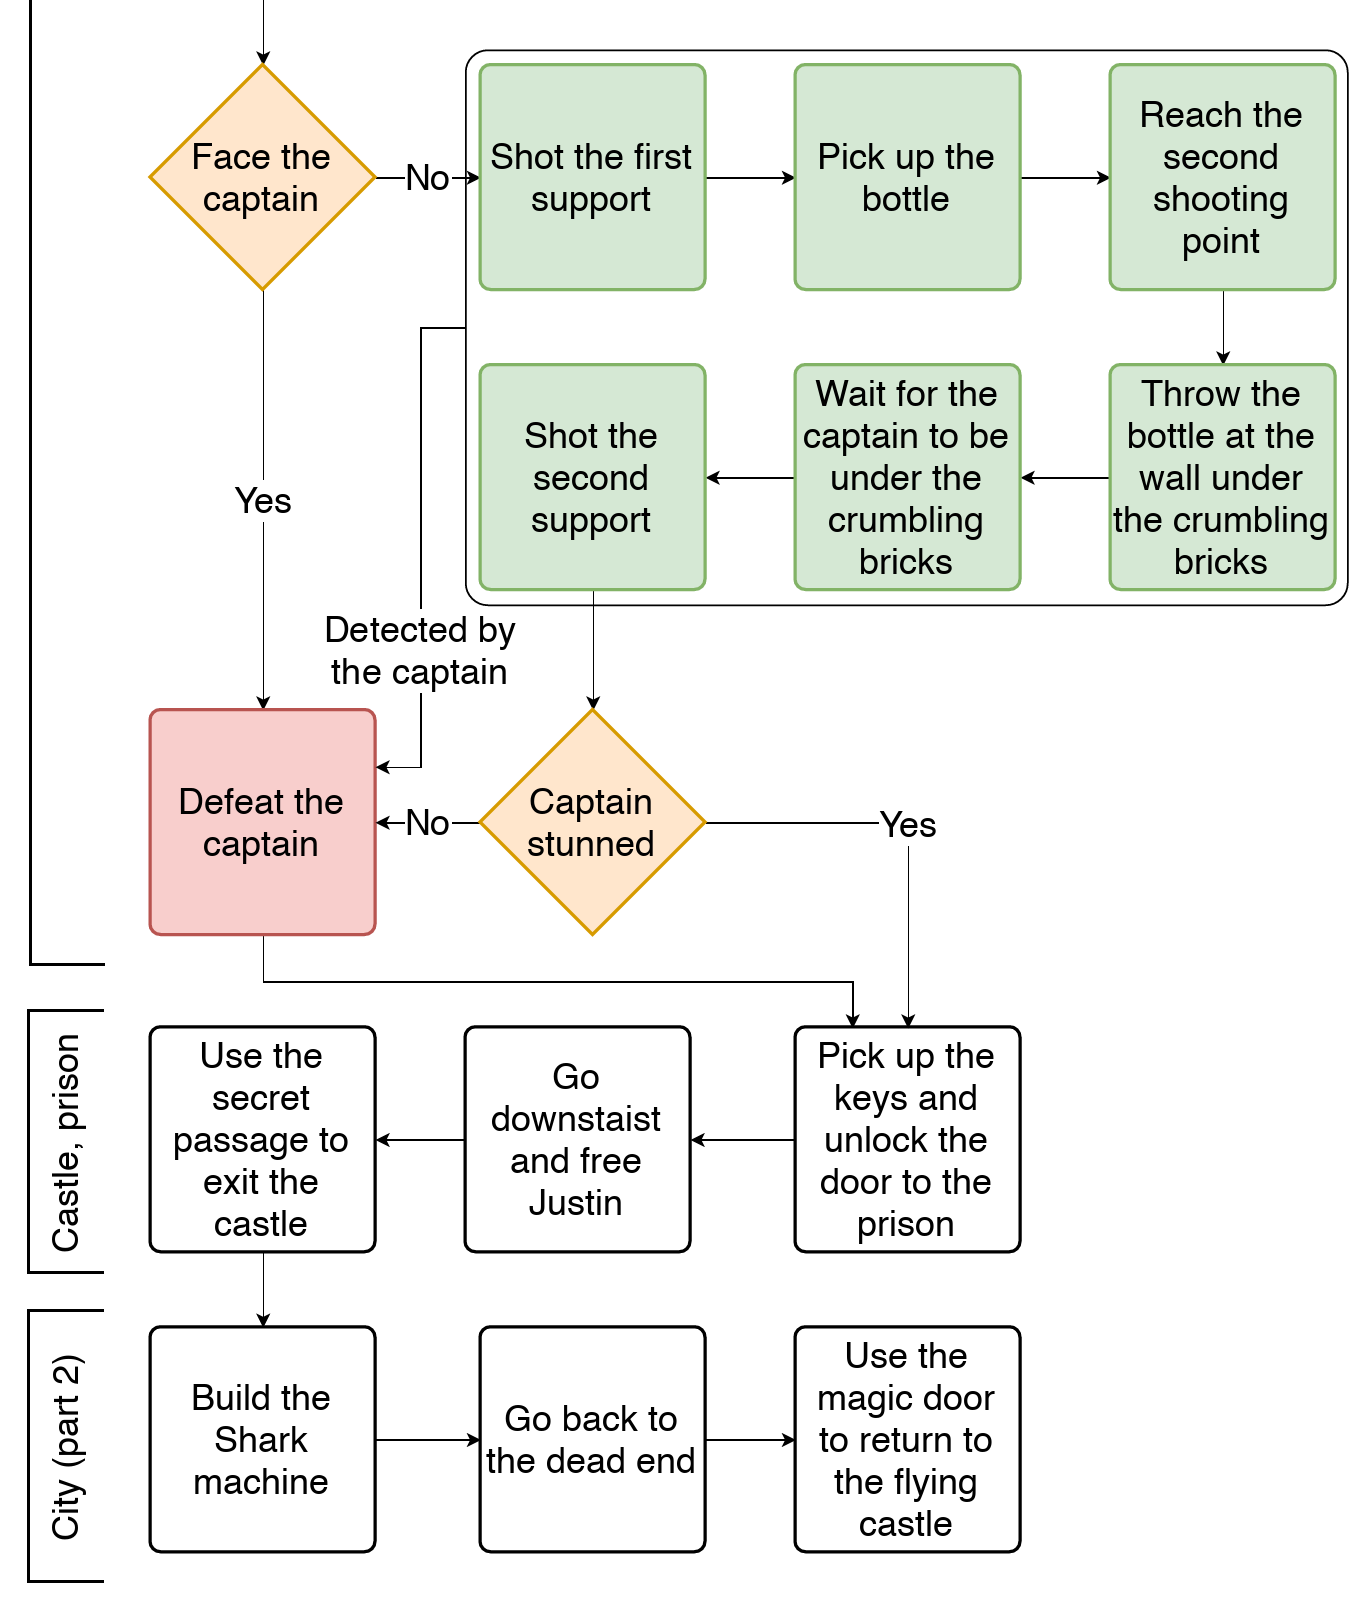 Face the
captain
No
Shot the first
support
Pick up the
bottle
Reach the
second
shooting
point
Shot the
second
support
Wait for the
captain to be
under the
crumbling
bricks
Throw the
bottle at the
wall under
the crumbling
bricks
Yes
Detected by
the captain
Defeat the
captain
No
Captain
stunned
Yes
Castle, prison
Use the
secret
passage to
exit the
castle
Go
downstaist
and free
Justin
Pick up the
keys and
unlock the
door to the
prison
City (part 2)
Build the
Shark
machine
Go back to
the dead end
Use the
magic door
to return to
the flying
castle